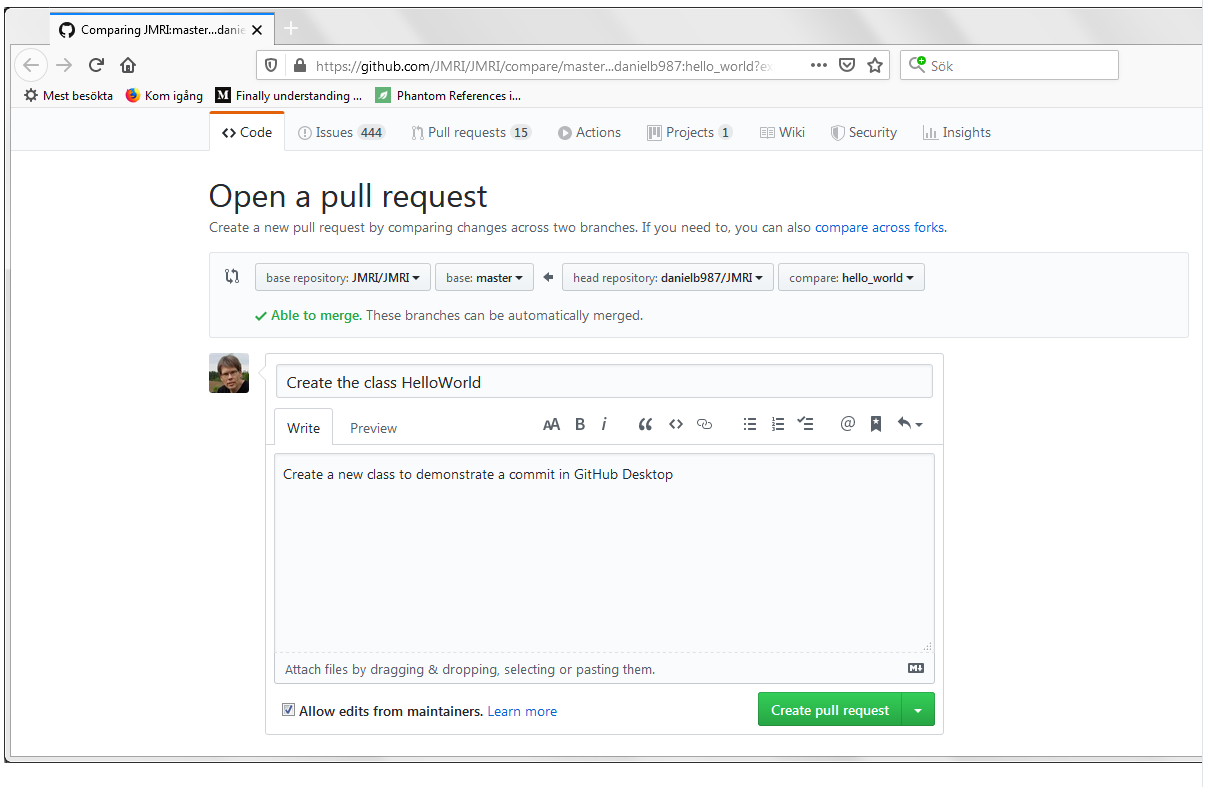 Comparing JMRI:master...danie
https://github.com/JMRI/JMRI/compare/master...danielb987:hello_world?ex
Sök
Mest besökta Kom igång M Finally understanding ... Phantom References i...
Code Issues 444 Pull requests 15 Actions Projects 1 Wiki Security Insights
Open a pull request
Create a new pull request by comparing changes across two branches. If you need to, you can also compare across forks.
base repository: JMRI/JMRI base: master head repository: danielb987/JMRI compare: hello_world
Able to merge. These branches can be automatically merged.
Create the class HelloWorld
Write Preview AA B i @
Create a new class to demonstrate a commit in GitHub Desktop
Attach files by dragging & dropping, selecting or pasting them.
Allow edits from maintainers. Learn more Create pull request